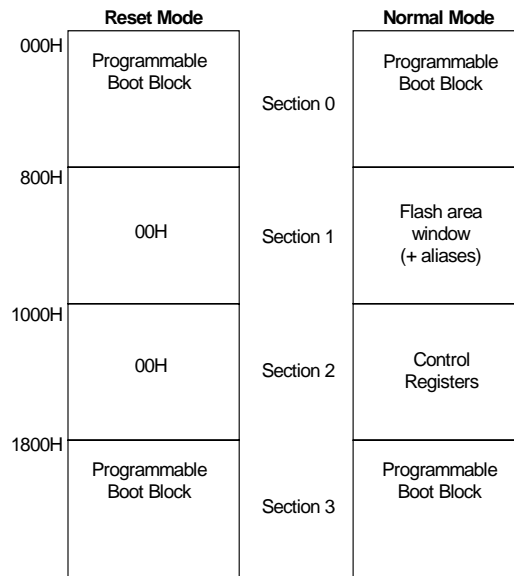 Reset Mode
Normal Mode
000H
Programmable
Boot Block
Section 0
Programmable
Boot Block
800H
00H
Section 1
Flash area
window
(+ aliases)
1000H
00H
Section 2
Control
Registers
1800H
Programmable
Boot Block
Section 3
Programmable
Boot Block